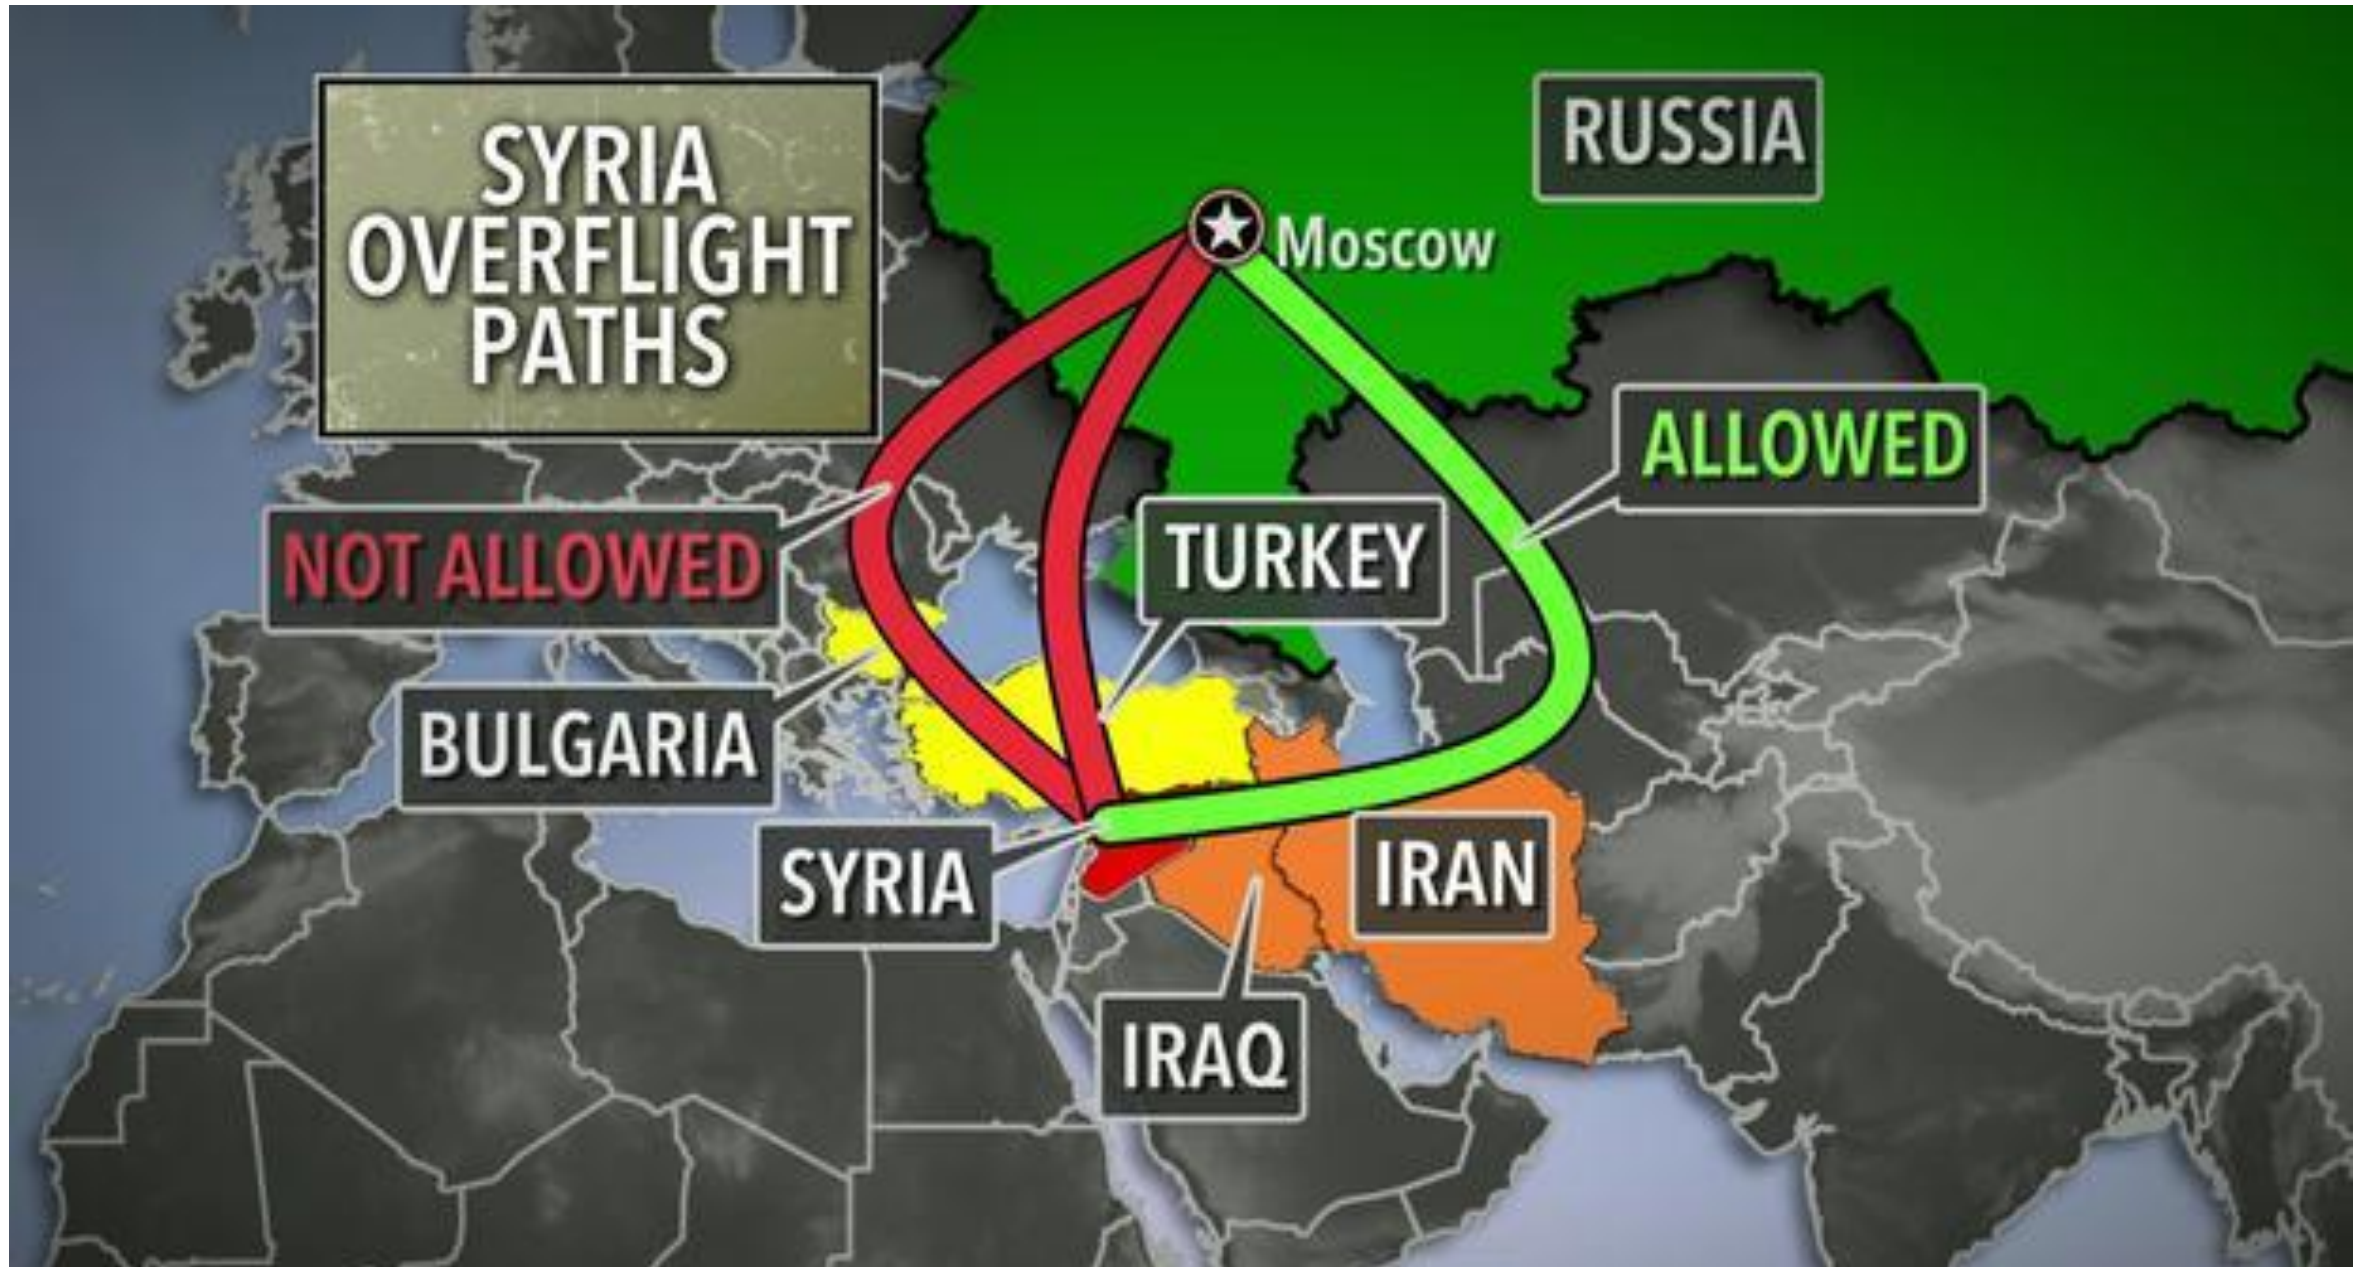 SYRIA
OVERFLIGHT
PATHS
RUSSIA
Moscow
ALLOWED
NOT ALLOWED
TURKEY
BULGARIA
SYRIA
IRAN
IRAQ